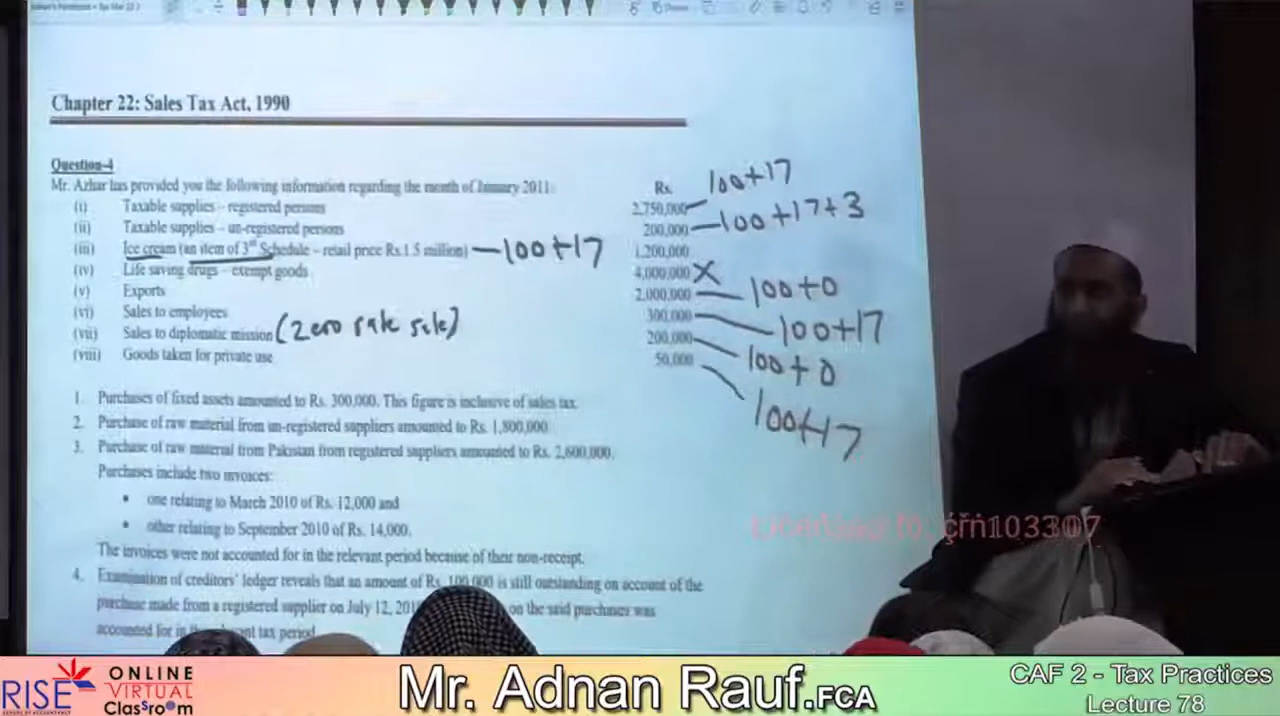 Chapter 22: Sales Tax Act, 1990
Question-4
Mr. Azhar has provided you the following information regarding the month of January 2011:
Rs. 100+17
(i) Taxable supplies – registered persons 2,750,000
(ii) Taxable supplies – un-registered persons 200,000 100+17+3
(iii) Ice cream (an item of 3rd Schedule – retail price Rs.1.5 million) 100+17 1,200,000
(iv) Life saving drugs – exempt goods 4,000,000 X
(v) Exports 2,000,000 100+0
(vi) Sales to employees 300,000 100+17
(vii) Sales to diplomatic mission (Zero rate sale) 200,000 100+0
(viii) Goods taken for private use 50,000 100+17
1. Purchases of fixed assets amounted to Rs. 300,000. This figure is inclusive of sales tax.
2. Purchase of raw material from un-registered suppliers amounted to Rs. 1,800,000
3. Purchase of raw material from Pakistan from registered suppliers amounted to Rs. 2,600,000.
Purchases include two invoices:
• one relating to March 2010 of Rs. 12,000 and
• other relating to September 2010 of Rs. 14,000.
The invoices were not accounted for in the relevant period because of their non-receipt.
4. Examination of creditors' ledger reveals that an amount of Rs. 100,000 is still outstanding on account of the
purchase made from a registered supplier on July 12, on the said purchases was
accounted for in tax period
čřṅ103307
RISE ONLINE VIRTUAL ClassrooM
Mr. Adnan Rauf.FCA
CAF 2 - Tax Practices
Lecture 78